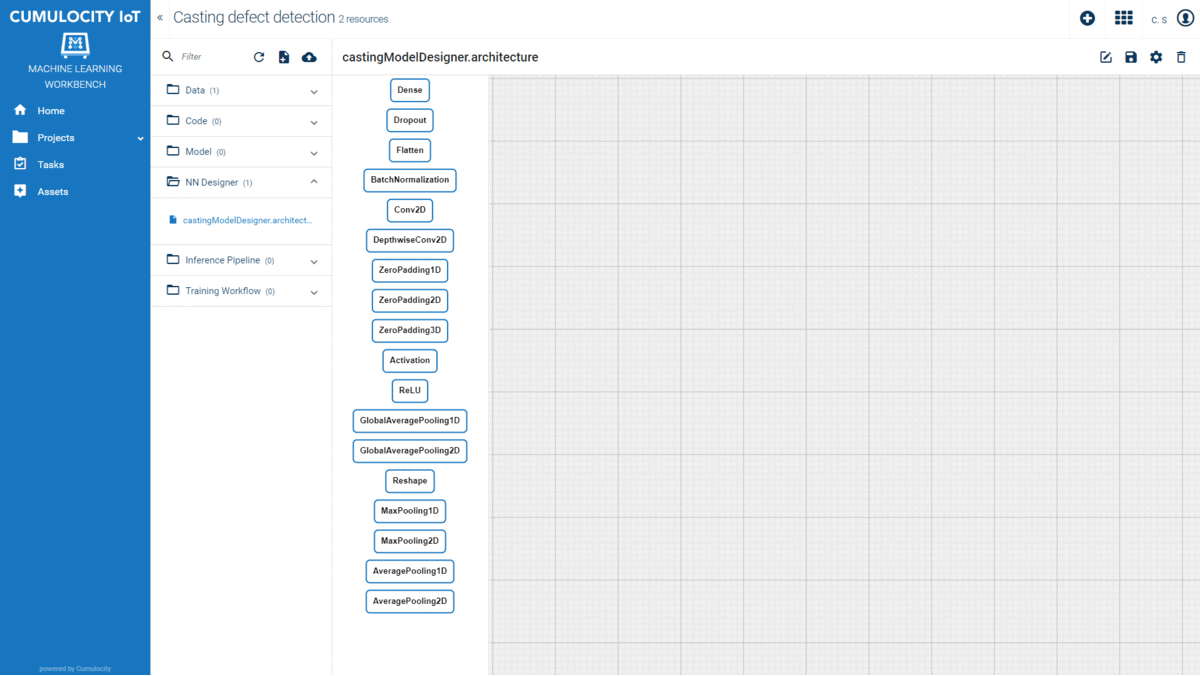 CUMULOCITY IoT
MACHINE LEARNING
WORKBENCH
Home
Projects
Tasks
Assets
powered by Cumulocity
« Casting defect detection 2 resources
C. S
Filter
Data (1)
Code (0)
Model (0)
NN Designer (1)
castingModelDesigner.architect...
Inference Pipeline (0)
Training Workflow (0)
castingModelDesigner.architecture
Dense
Dropout
Flatten
BatchNormalization
Conv2D
DepthwiseConv2D
ZeroPadding1D
ZeroPadding2D
ZeroPadding3D
Activation
ReLU
GlobalAveragePooling1D
GlobalAveragePooling2D
Reshape
MaxPooling1D
MaxPooling2D
AveragePooling1D
AveragePooling2D